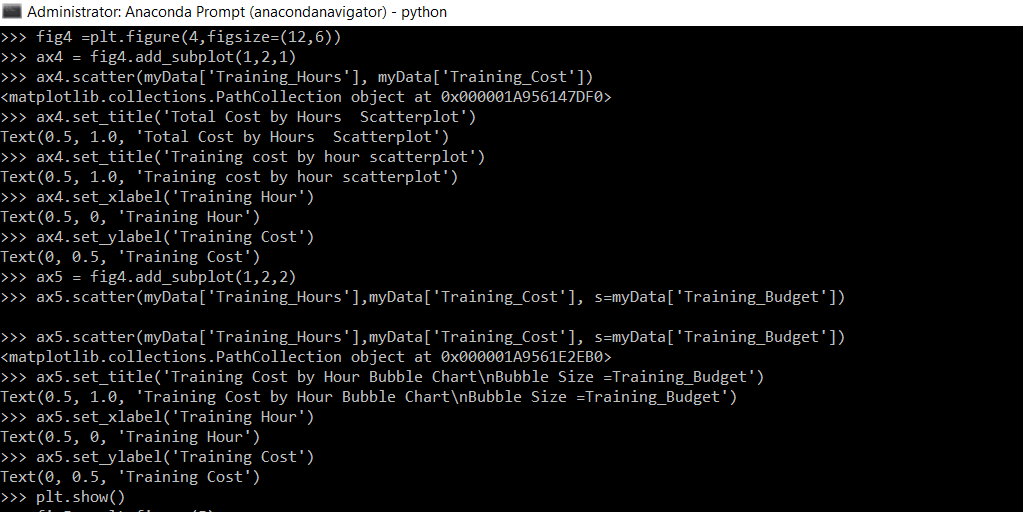 Administrator: Anaconda Prompt (anacondanavigator) - python
>>> fig4 =plt.figure(4,figsize=(12,6))
>>> ax4 = fig4.add_subplot(1,2,1)
>>> ax4.scatter(myData['Training_Hours'], myData['Training_Cost'])
<matplotlib.collections.PathCollection object at 0x000001A956147DF0>
>>> ax4.set_title('Total Cost by Hours  Scatterplot')
Text(0.5, 1.0, 'Total Cost by Hours  Scatterplot')
>>> ax4.set_title('Training cost by hour scatterplot')
Text(0.5, 1.0, 'Training cost by hour scatterplot')
>>> ax4.set_xlabel('Training Hour')
Text(0.5, 0, 'Training Hour')
>>> ax4.set_ylabel('Training Cost')
Text(0, 0.5, 'Training Cost')
>>> ax5 = fig4.add_subplot(1,2,2)
>>> ax5.scatter(myData['Training_Hours'],myData['Training_Cost'], s=myData['Training_Budget'])
>>> ax5.scatter(myData['Training_Hours'],myData['Training_Cost'], s=myData['Training_Budget'])
<matplotlib.collections.PathCollection object at 0x000001A9561E2EB0>
>>> ax5.set_title('Training Cost by Hour Bubble Chart\nBubble Size =Training_Budget')
Text(0.5, 1.0, 'Training Cost by Hour Bubble Chart\nBubble Size =Training_Budget')
>>> ax5.set_xlabel('Training Hour')
Text(0.5, 0, 'Training Hour')
>>> ax5.set_ylabel('Training Cost')
Text(0, 0.5, 'Training Cost')
>>> plt.show()